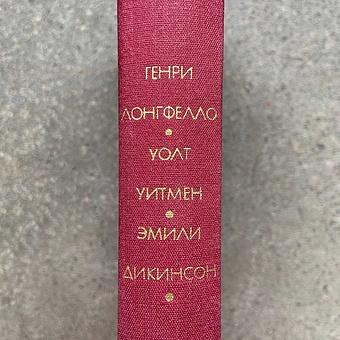 ГЕНРИ
ЛОНГФЕЛЛО
•
УОЛТ
УИТМЕН
•
ЭМИЛИ
ДИКИНСОН
•